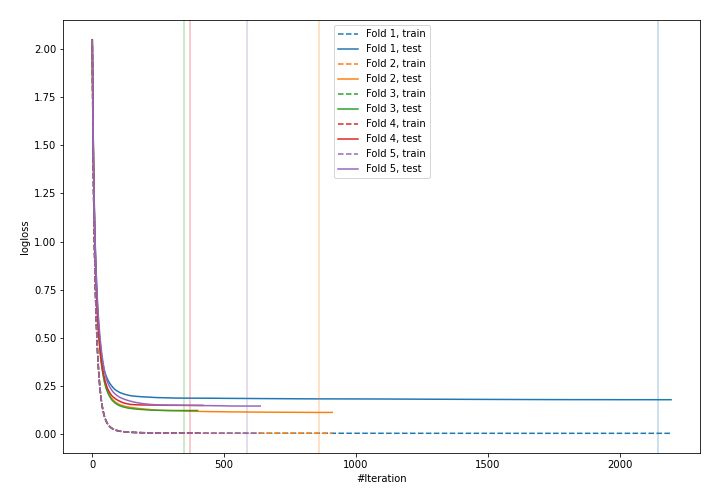 2.00
1.75
1.50
1.25
1.00
0.75
0.50
0.25
0.00
logloss
Fold 1, train
Fold 1, test
Fold 2, train
Fold 2, test
Fold 3, train
Fold 3, test
Fold 4, train
Fold 4, test
Fold 5, train
Fold 5, test
0 500 1000 1500 2000
#Iteration